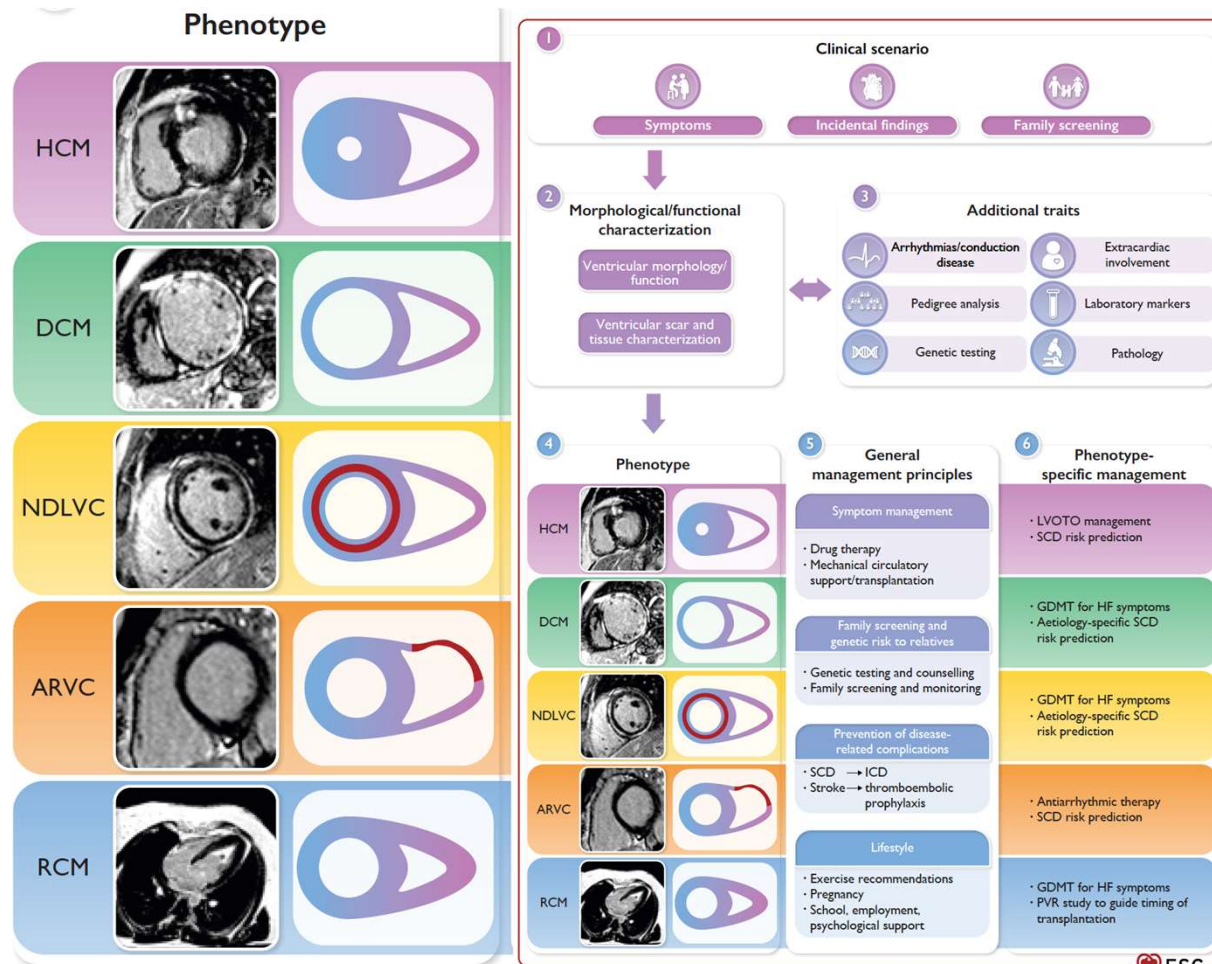 Phenotype
HCM
DCM
NDLVC
ARVC
RCM
1
Clinical scenario
Symptoms
Incidental findings
Family screening
2
Morphological/functional
characterization
Ventricular morphology/
function
Ventricular scar and
tissue characterization
3
Additional traits
Arrhythmias/conduction
disease
Extracardiac
involvement
Pedigree analysis
Laboratory markers
Genetic testing
Pathology
4
Phenotype
HCM
DCM
NDLVC
ARVC
RCM
5
General
management principles
Symptom management
· Drug therapy
· Mechanical circulatory
support/transplantation
Family screening and
genetic risk to relatives
· Genetic testing and counselling
· Family screening and monitoring
Prevention of disease-
related complications
· SCD → ICD
· Stroke → thromboembolic
prophylaxis
Lifestyle
· Exercise recommendations
· Pregnancy
· School, employment,
psychological support
6
Phenotype-
specific management
· LVOTO management
· SCD risk prediction
· GDMT for HF symptoms
· Aetiology-specific SCD
risk prediction
· GDMT for HF symptoms
· Aetiology-specific SCD
risk prediction
· Antiarrhythmic therapy
· SCD risk prediction
· GDMT for HF symptoms
· PVR study to guide timing of
transplantation
ESC